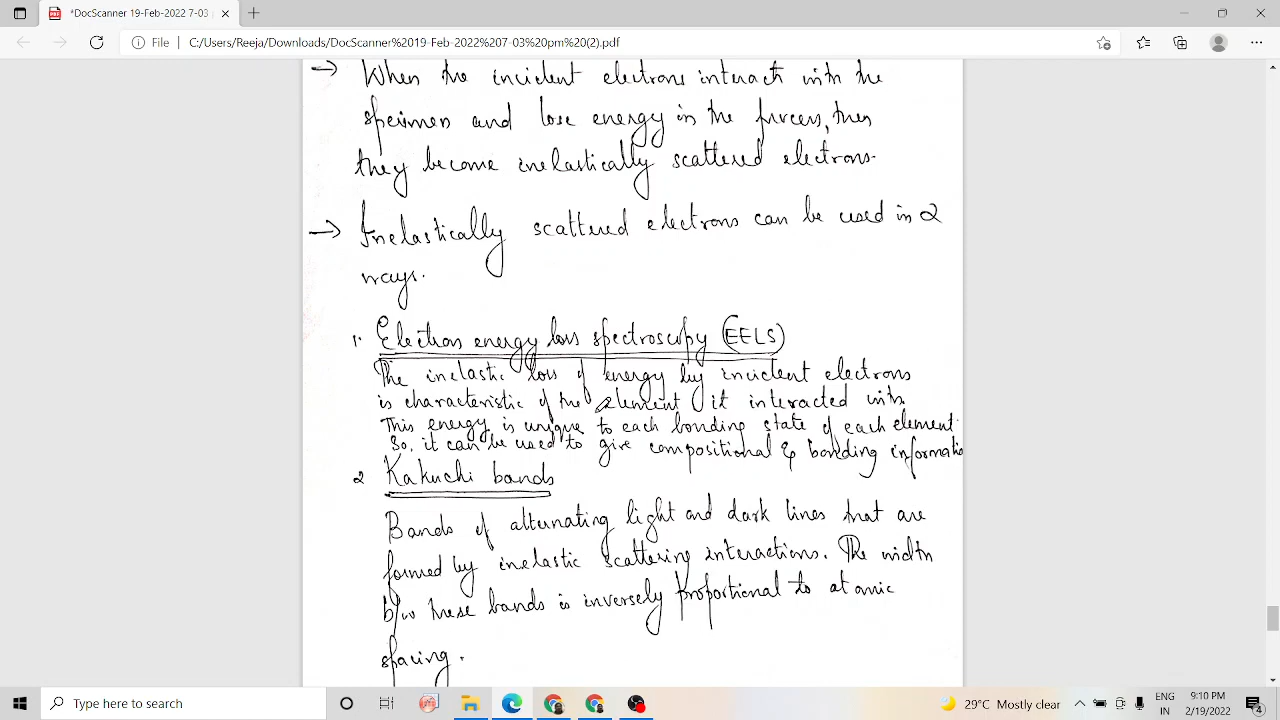 *DocScanner 19-Feb-2022 7-03 p
File C:/Users/Reeja/Downloads/DocScanner%2019-Feb-2022%207-03%20pm%20(2).pdf
→ When the incident electrons interact with the
specimen and lose energy in the process, then
they become inelastically scattered electrons.
→ Inelastically scattered electrons can be used in 2
ways.
1. Electron energy loss spectroscopy (EELS)
The inelastic loss of energy by incident electrons
is characteristic of the element it interacted with
This energy is unique to each bonding state of each element.
So, it can be used to give compositional & bonding informatio
2 Kakuchi bands
Bands of alternating light and dark lines that are
formed by inelastic scattering interactions. The width
b/w these bands is inversely proportional to atomic
spacing.
Type here to search
29°C Mostly clear
ENG
IN
9:10 PM
2/19/2022
4